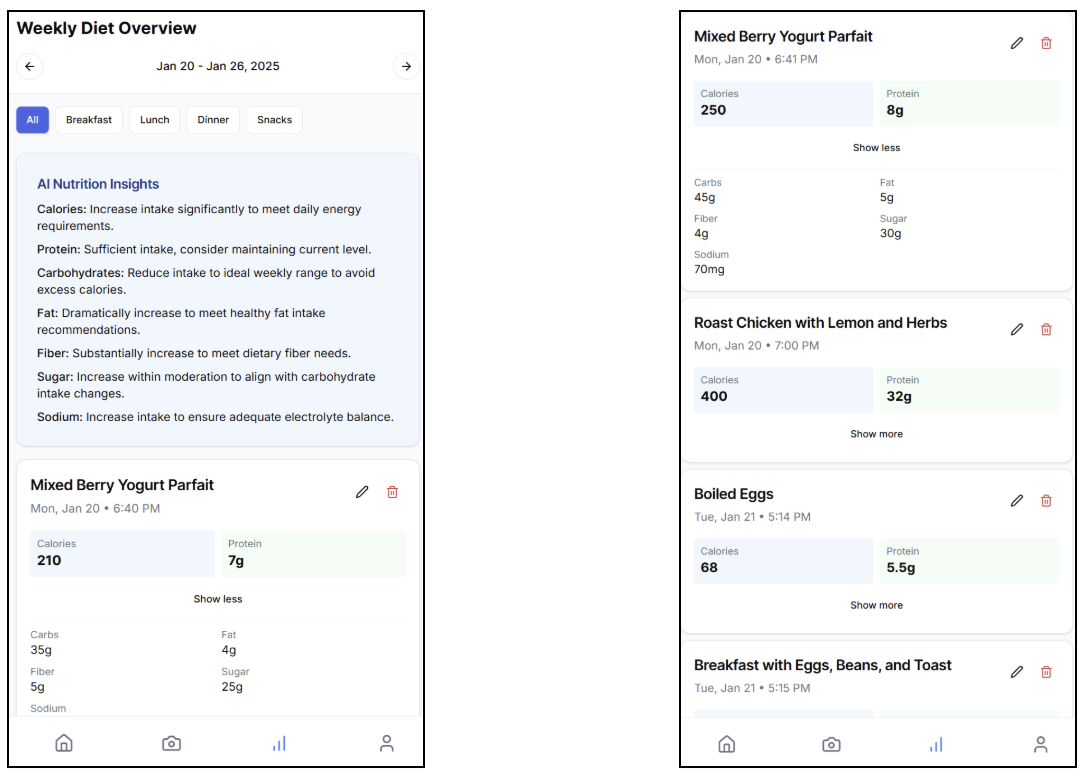 Weekly Diet Overview
Jan 20 - Jan 26, 2025
All
Breakfast
Lunch
Dinner
Snacks
AI Nutrition Insights
Calories: Increase intake significantly to meet daily energy
requirements.
Protein: Sufficient intake, consider maintaining current level.
Carbohydrates: Reduce intake to ideal weekly range to avoid
excess calories.
Fat: Dramatically increase to meet healthy fat intake
recommendations.
Fiber: Substantially increase to meet dietary fiber needs.
Sugar: Increase within moderation to align with carbohydrate
intake changes.
Sodium: Increase intake to ensure adequate electrolyte balance.
Mixed Berry Yogurt Parfait
Mon, Jan 20 • 6:40 PM
Calories
210
Protein
7g
Show less
Carbs
35g
Fat
4g
Fiber
5g
Sugar
25g
Sodium
Mixed Berry Yogurt Parfait
Mon, Jan 20 • 6:41 PM
Calories
250
Protein
8g
Show less
Carbs
45g
Fat
5g
Fiber
4g
Sugar
30g
Sodium
70mg
Roast Chicken with Lemon and Herbs
Mon, Jan 20 • 7:00 PM
Calories
400
Protein
32g
Show more
Boiled Eggs
Tue, Jan 21 • 5:14 PM
Calories
68
Protein
5.5g
Show more
Breakfast with Eggs, Beans, and Toast
Tue, Jan 21 • 5:15 PM